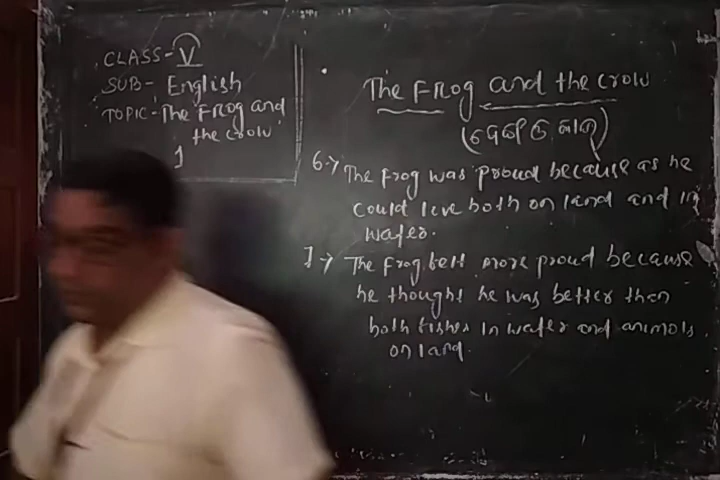 CLASS - V
SUB - English
TOPIC - The Frog and
the crow
The Frog and the crow
(ବେଙ୍ଗ ଓ କାଉ)
6 → The frog was proud because as he
could live both on land and in
water.
7 → The frog felt more proud because
he thought he was better than
both fishes in water and animals
on land.